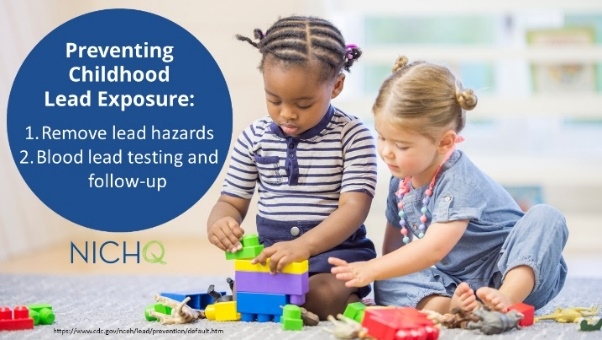 Preventing
Childhood
Lead Exposure:
1. Remove lead hazards
2. Blood lead testing and
follow-up
NICHQ
https://www.cdc.gov/nceh/lead/prevention/default.htm